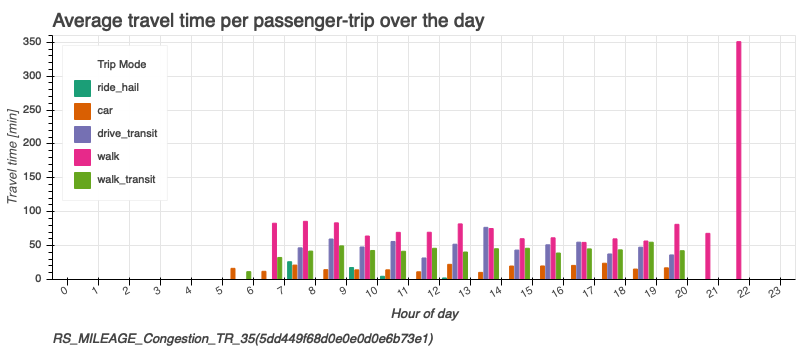 Average travel time per passenger-trip over the day
Travel time [min]
350
300
250
200
150
100
50
0
Trip Mode
ride_hail
car
drive_transit
walk
walk_transit
0 1 2 3 4 5 6 7 8 9 10 11 12 13 14 15 16 17 18 19 20 21 22 23
Hour of day
RS_MILEAGE_Congestion_TR_35(5dd449f68d0e0e0d0e6b73e1)